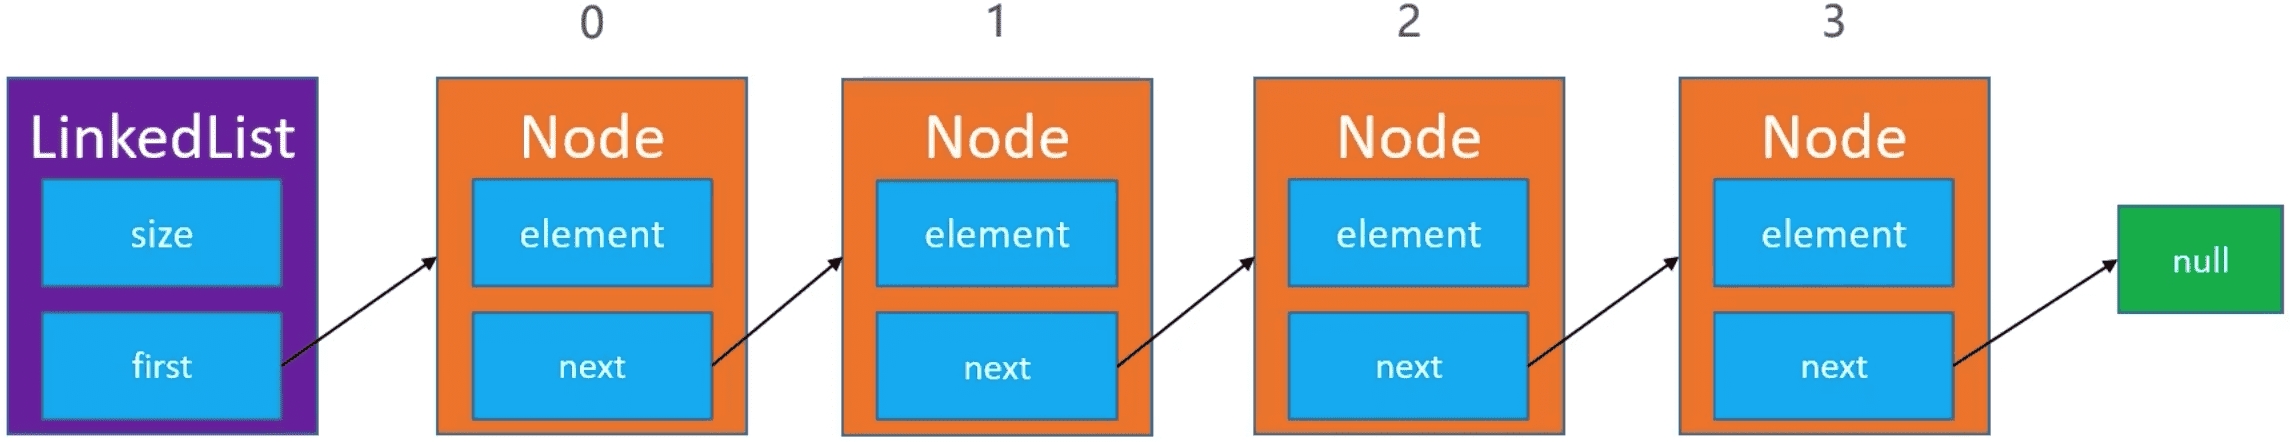 0 1 2 3
LinkedList Node Node Node Node
size element element element element
null
first next next next next